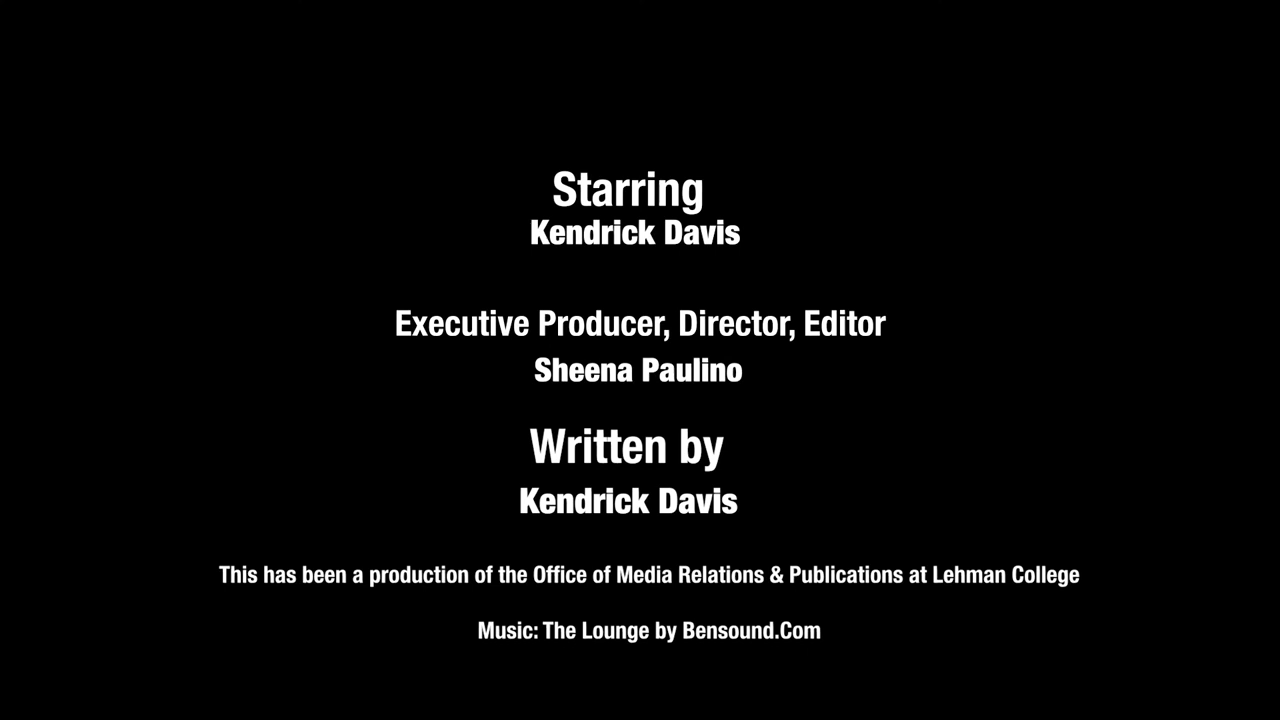 Starring
Kendrick Davis
Executive Producer, Director, Editor
Sheena Paulino
Written by
Kendrick Davis
This has been a production of the Office of Media Relations & Publications at Lehman College
Music: The Lounge by Bensound.Com